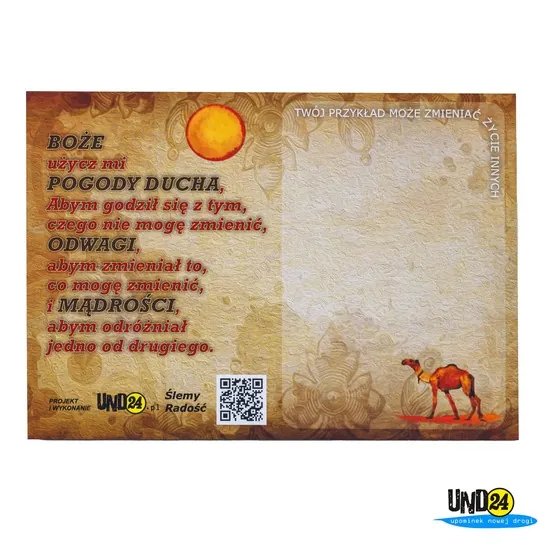 BOŻE
użycz mi
POGODY DUCHA,
Abym godził się z tym,
czego nie mogę zmienić,
ODWAGI,
abym zmieniał to,
co mogę zmienić,
i MĄDROŚCI,
abym odróżniał
jedno od drugiego.
PROJEKT
I WYKONANIE
UND24.pl
Ślemy
Radość
TWÓJ PRZYKŁAD MOŻE ZMIENIAĆ ŻYCIE INNYCH
UND24
upominek nowej drogi